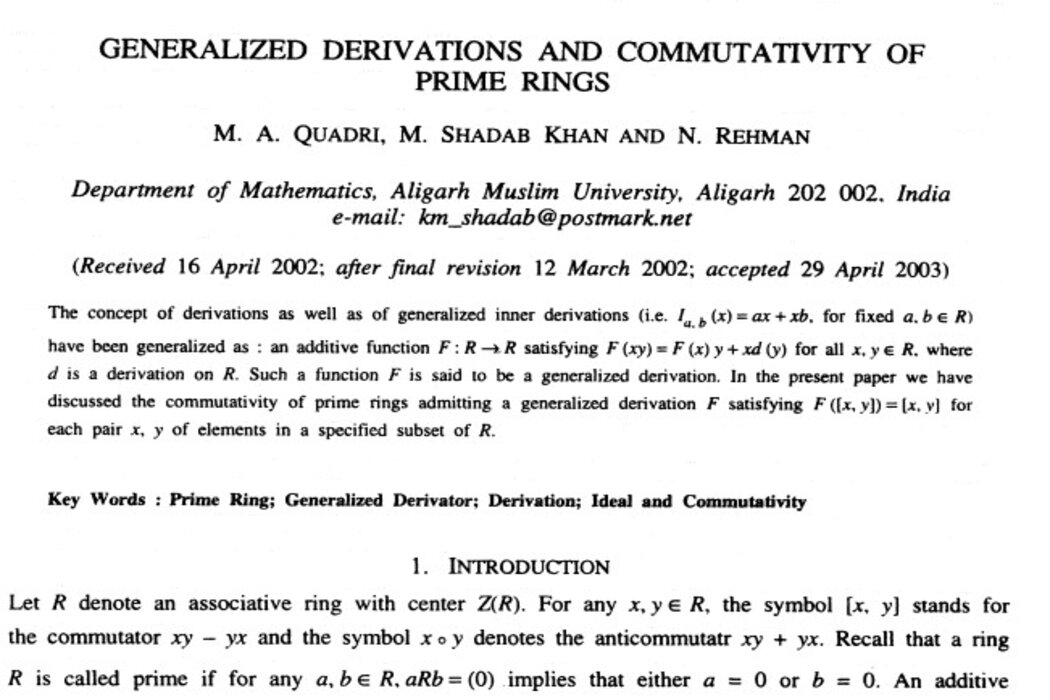 GENERALIZED DERIVATIONS AND COMMUTATIVITY OF
PRIME RINGS
M. A. QUADRI, M. SHADAB KHAN AND N. REHMAN
Department of Mathematics, Aligarh Muslim University, Aligarh 202 002. India
e-mail: km_shadab@postmark.net
(Received 16 April 2002; after final revision 12 March 2002; accepted 29 April 2003)
The concept of derivations as well as of generalized inner derivations (i.e. I_{a, b} (x) = ax + xb, for fixed a, b ∈ R)
have been generalized as : an additive function F : R → R satisfying F (xy) = F (x) y + xd (y) for all x, y ∈ R, where
d is a derivation on R. Such a function F is said to be a generalized derivation. In the present paper we have
discussed the commutativity of prime rings admitting a generalized derivation F satisfying F ([x, y]) = [x, y] for
each pair x, y of elements in a specified subset of R.
Key Words : Prime Ring; Generalized Derivator; Derivation; Ideal and Commutativity
1. INTRODUCTION
Let R denote an associative ring with center Z(R). For any x, y ∈ R, the symbol [x, y] stands for
the commutator xy – yx and the symbol x ∘ y denotes the anticommutatr xy + yx. Recall that a ring
R is called prime if for any a, b ∈ R, aRb = (0) implies that either a = 0 or b = 0. An additive